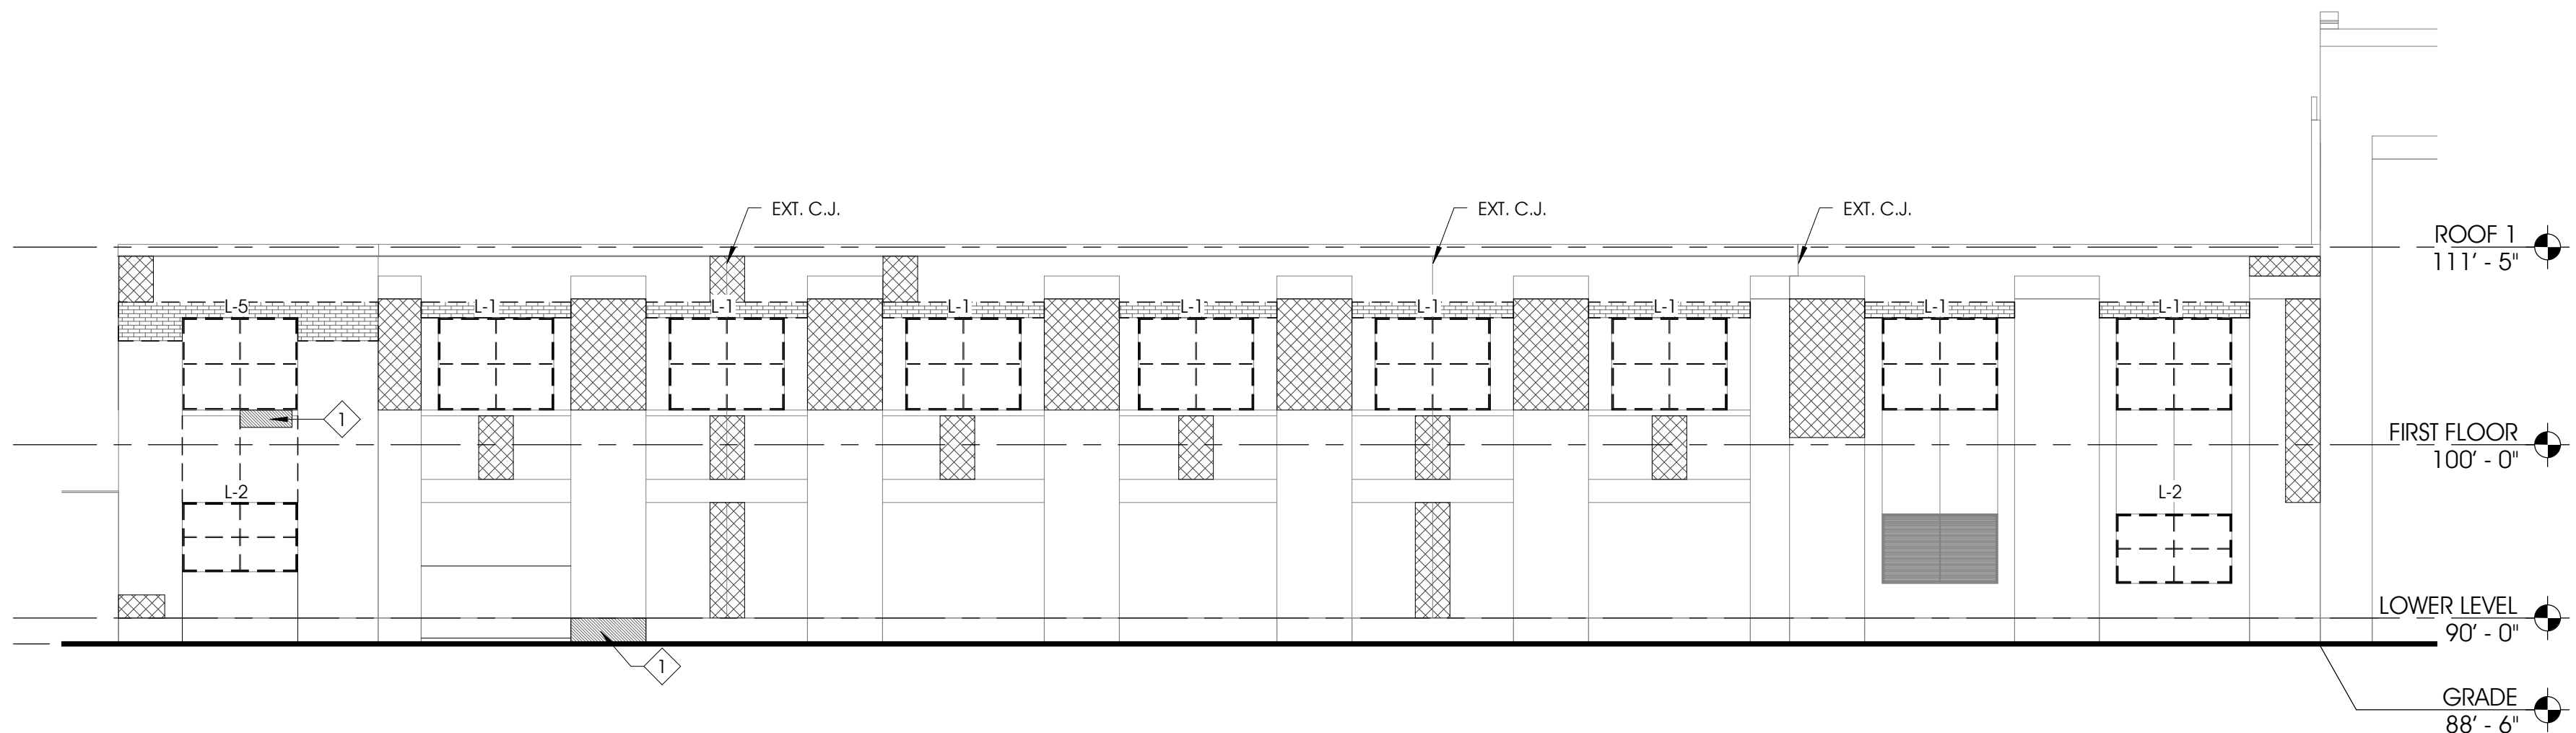 EXT. C.J.
EXT. C.J.
EXT. C.J.
ROOF 1
111' - 5"
L-5
L-1
L-1
L-1
L-1
L-1
L-1
L-1
L-1
1
FIRST FLOOR
100' - 0"
L-2
L-2
LOWER LEVEL
90' - 0"
1
GRADE
88' - 6"